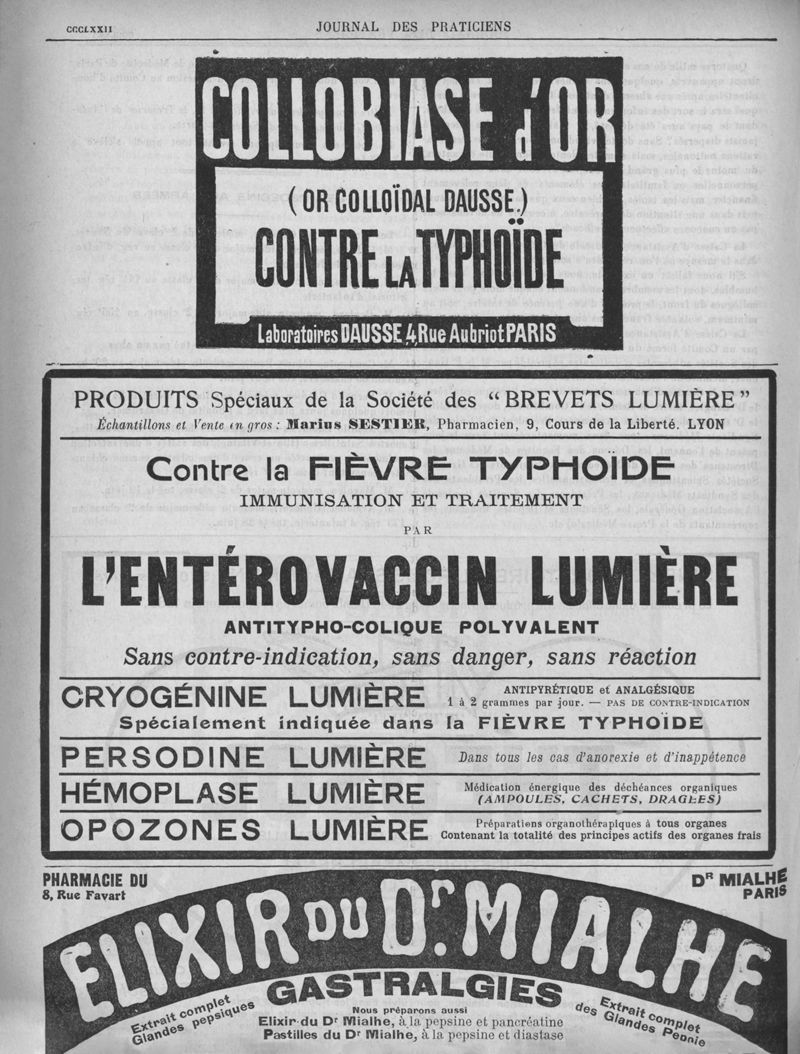 CCCLXXII
JOURNAL DES PRATICIENS
COLLOBIASE d'OR
(OR COLLOÏDAL DAUSSE.)
CONTRE LA TYPHOÏDE
Laboratoires DAUSSE, 4, Rue Aubriot PARIS
PRODUITS Spéciaux de la Société des “BREVETS LUMIÈRE”
Échantillons et Vente en gros : Marius SESTIER, Pharmacien, 9, Cours de la Liberté. LYON
Contre la FIÈVRE TYPHOÏDE
IMMUNISATION ET TRAITEMENT
PAR
L'ENTÉROVACCIN LUMIÈRE
ANTITYPHO-COLIQUE POLYVALENT
Sans contre-indication, sans danger, sans réaction
CRYOGÉNINE LUMIÈRE
ANTIPYRÉTIQUE et ANALGÉSIQUE
1 à 2 grammes par jour. — PAS DE CONTRE-INDICATION
Spécialement indiquée dans la FIÈVRE TYPHOÏDE
PERSODINE LUMIÈRE
Dans tous les cas d'anorexie et d'inappétence
HÉMOPLASE LUMIÈRE
Médication énergique des déchéances organiques
(AMPOULES, CACHETS, DRAGÉES)
OPOZONES LUMIÈRE
Préparations organothérapiques à tous organes
Contenant la totalité des principes actifs des organes frais
PHARMACIE DU
8, Rue Favart
DR MIALHE
PARIS
ELIXIR DU Dr. MIALHE
GASTRALGIES
Extrait complet
Glandes pepsiques
Nous préparons aussi
Elixir du Dr Mialhe, à la pepsine et pancréatine
Pastilles du Dr Mialhe, à la pepsine et diastase
Extrait complet
des Glandes Pepnie